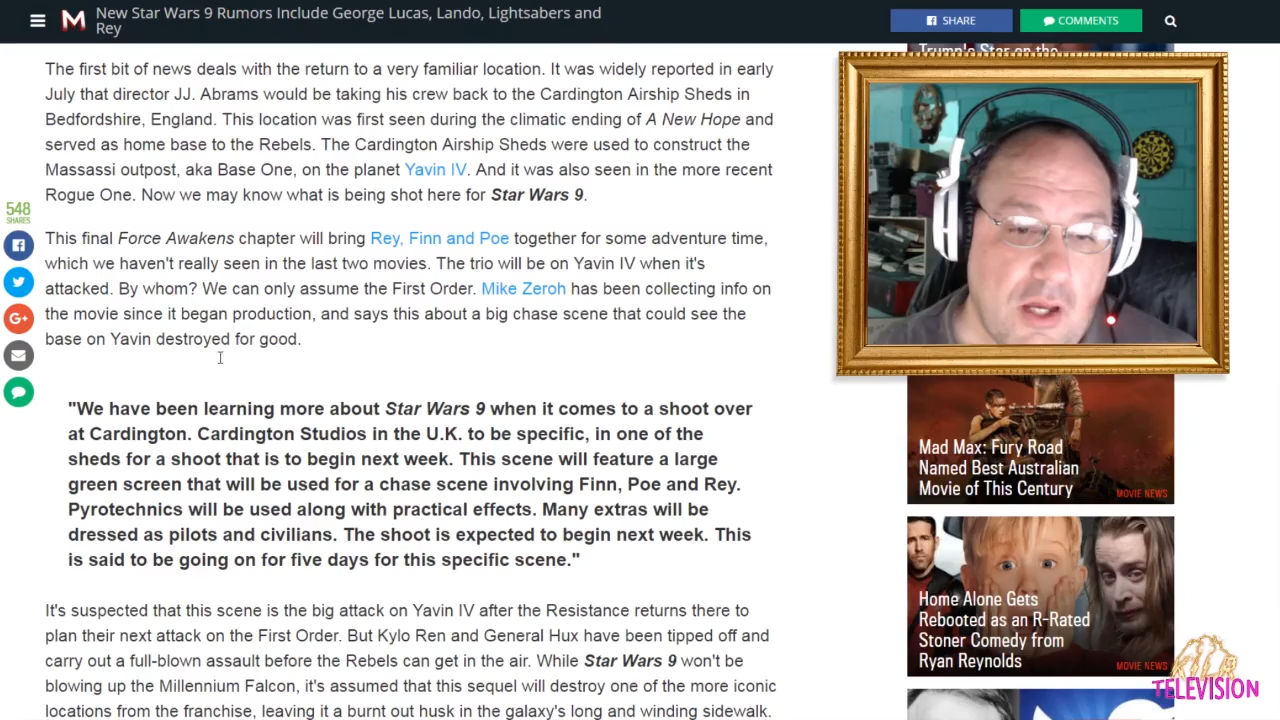 New Star Wars 9 Rumors Include George Lucas, Lando, Lightsabers and
Rey
SHARE
COMMENTS
The first bit of news deals with the return to a very familiar location. It was widely reported in early
July that director JJ. Abrams would be taking his crew back to the Cardington Airship Sheds in
Bedfordshire, England. This location was first seen during the climatic ending of A New Hope and
served as home base to the Rebels. The Cardington Airship Sheds were used to construct the
Massassi outpost, aka Base One, on the planet Yavin IV. And it was also seen in the more recent
Rogue One. Now we may know what is being shot here for Star Wars 9.
548
SHARES
This final Force Awakens chapter will bring Rey, Finn and Poe together for some adventure time,
which we haven't really seen in the last two movies. The trio will be on Yavin IV when it's
attacked. By whom? We can only assume the First Order. Mike Zeroh has been collecting info on
the movie since it began production, and says this about a big chase scene that could see the
base on Yavin destroyed for good.
"We have been learning more about Star Wars 9 when it comes to a shoot over
at Cardington. Cardington Studios in the U.K. to be specific, in one of the
sheds for a shoot that is to begin next week. This scene will feature a large
green screen that will be used for a chase scene involving Finn, Poe and Rey.
Pyrotechnics will be used along with practical effects. Many extras will be
dressed as pilots and civilians. The shoot is expected to begin next week. This
is said to be going on for five days for this specific scene."
It's suspected that this scene is the big attack on Yavin IV after the Resistance returns there to
plan their next attack on the First Order. But Kylo Ren and General Hux have been tipped off and
carry out a full-blown assault before the Rebels can get in the air. While Star Wars 9 won't be
blowing up the Millennium Falcon, it's assumed that this sequel will destroy one of the more iconic
locations from the franchise, leaving it a burnt out husk in the galaxy's long and winding sidewalk.
Trump's Star on the
Mad Max: Fury Road
Named Best Australian
Movie of This Century
MOVIE NEWS
Home Alone Gets
Rebooted as an R-Rated
Stoner Comedy from
Ryan Reynolds
MOVIE NEWS
TELEVISION